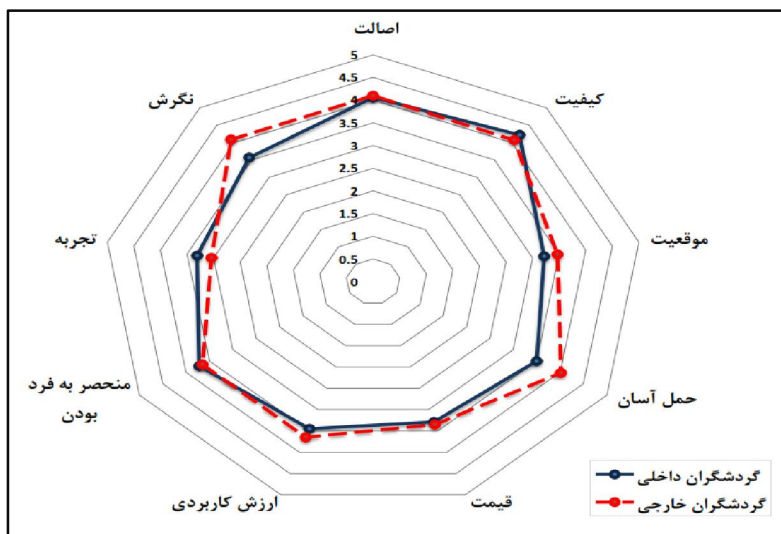 اصالت
کیفیت
موقعیت
حمل آسان
قیمت
ارزش کاربردی
منحصر به فرد
بودن
تجربه
نگرش
5
4.5
4
3.5
3
2.5
2
1.5
1
0.5
0
گردشگران داخلی
گردشگران خارجی